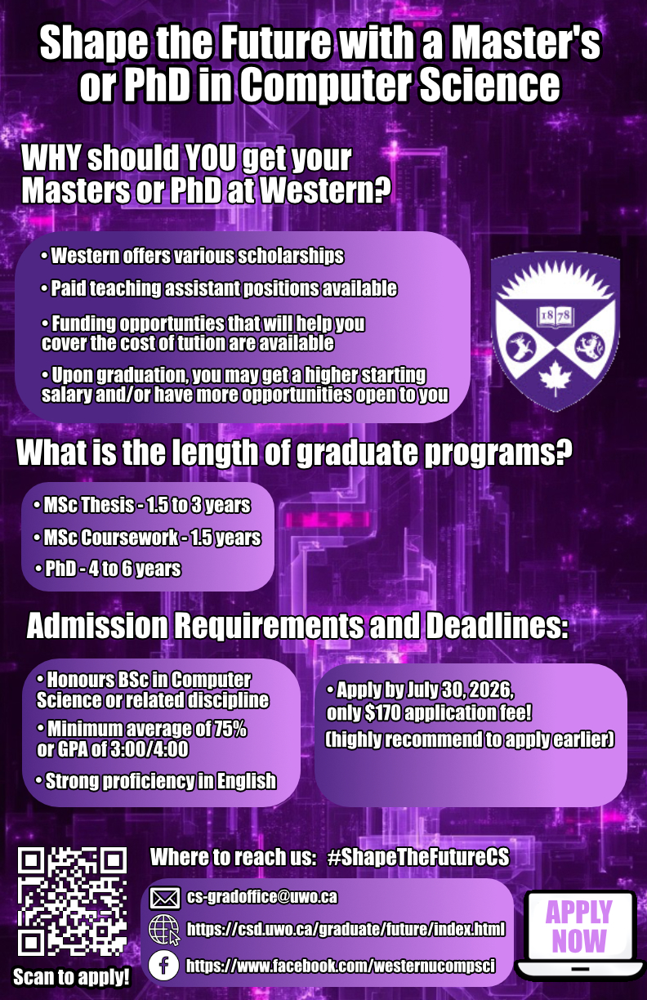 Shape the Future with a Master's
or PhD in Computer Science
WHY should YOU get your
Masters or PhD at Western?
• Western offers various scholarships
• Paid teaching assistant positions available
• Funding opportunties that will help you
cover the cost of tution are available
• Upon graduation, you may get a higher starting
salary and/or have more opportunities open to you
1878
What is the length of graduate programs?
• MSc Thesis - 1.5 to 3 years
• MSc Coursework - 1.5 years
• PhD - 4 to 6 years
Admission Requirements and Deadlines:
• Honours BSc in Computer
Science or related discipline
• Minimum average of 75%
or GPA of 3:00/4:00
• Strong proficiency in English
• Apply by July 30, 2026,
only $170 application fee!
(highly recommend to apply earlier)
Where to reach us: #ShapeTheFutureCS
cs-gradoffice@uwo.ca
https://csd.uwo.ca/graduate/future/index.html
https://www.facebook.com/westernucompsci
Scan to apply!
APPLY
NOW